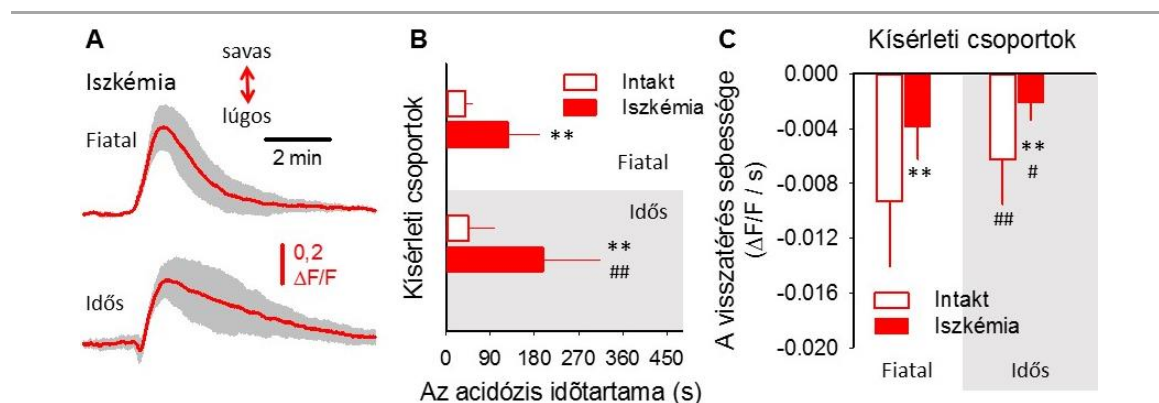 A
savas
Iszkémia
lúgos
Fiatal
2 min
0,2
ΔF/F
Idős
B
Kísérleti csoportok
Intakt
Iszkémia
**
Fiatal
Idős
**
##
0 90 180 270 360 450
Az acidózis idõtartama (s)
C
Kísérleti csoportok
A visszatérés sebessége
(ΔF/F / s)
0.000
-0.004
-0.008
-0.012
-0.016
-0.020
**
**
#
##
Intakt
Iszkémia
Fiatal Idős